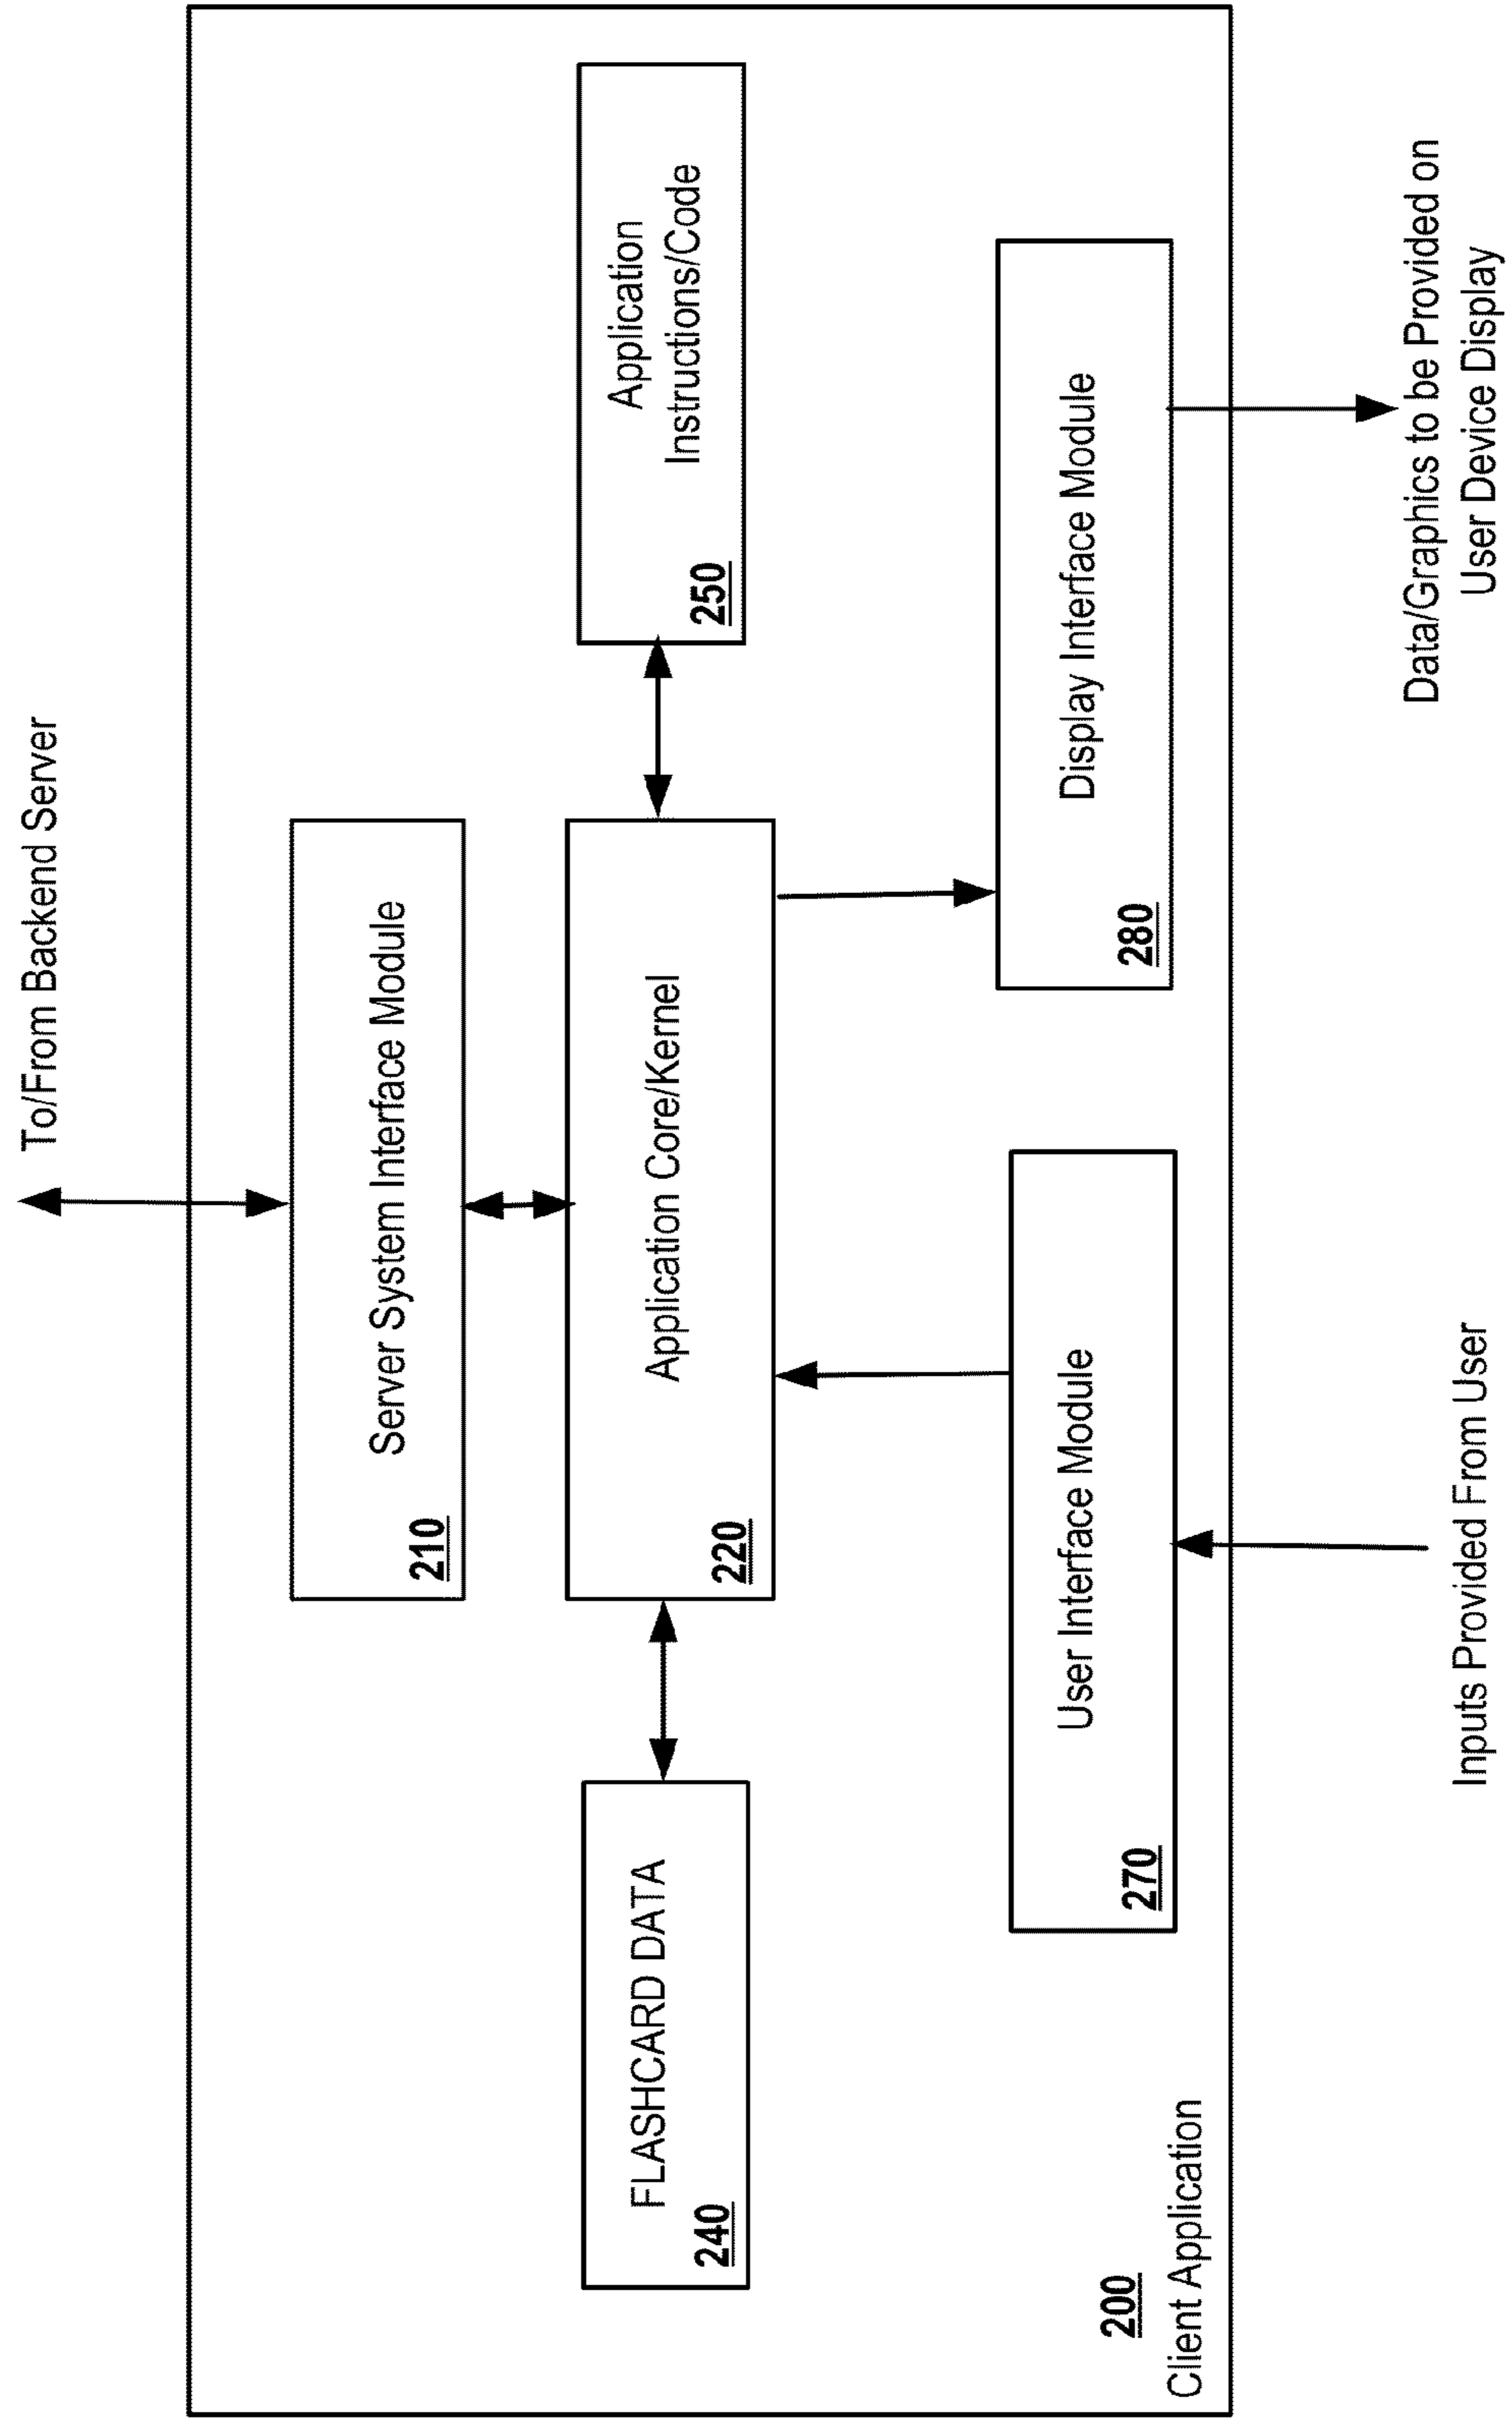 To/From Backend Server
Server System Interface Module
210
FLASHCARD DATA
240
Application Core/Kernel
220
Application
Instructions/Code
250
User Interface Module
270
Display Interface Module
280
200
Client Application
Inputs Provided From User
Data/Graphics to be Provided on
User Device Display